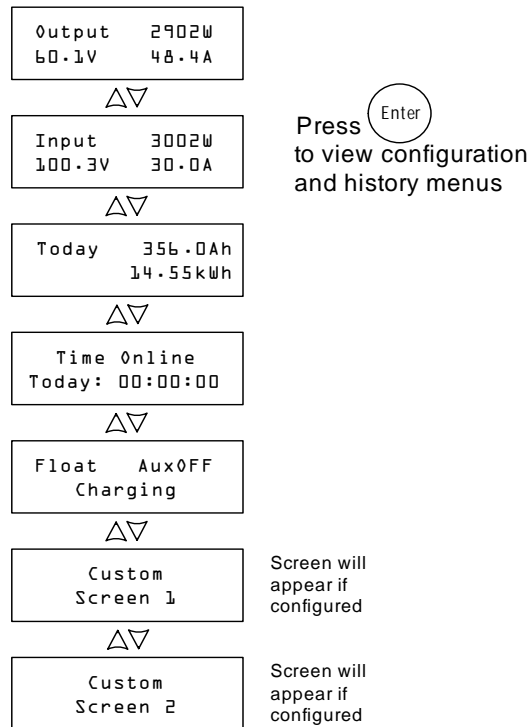 Output 2902W
60.1V 48.4A
Input 3002W
100.3V 30.0A
Press Enter
to view configuration
and history menus
Today 356.0Ah
14.55kWh
Time Online
Today: 00:00:00
Float AuxOFF
Charging
Custom
Screen 1
Screen will
appear if
configured
Custom
Screen 2
Screen will
appear if
configured